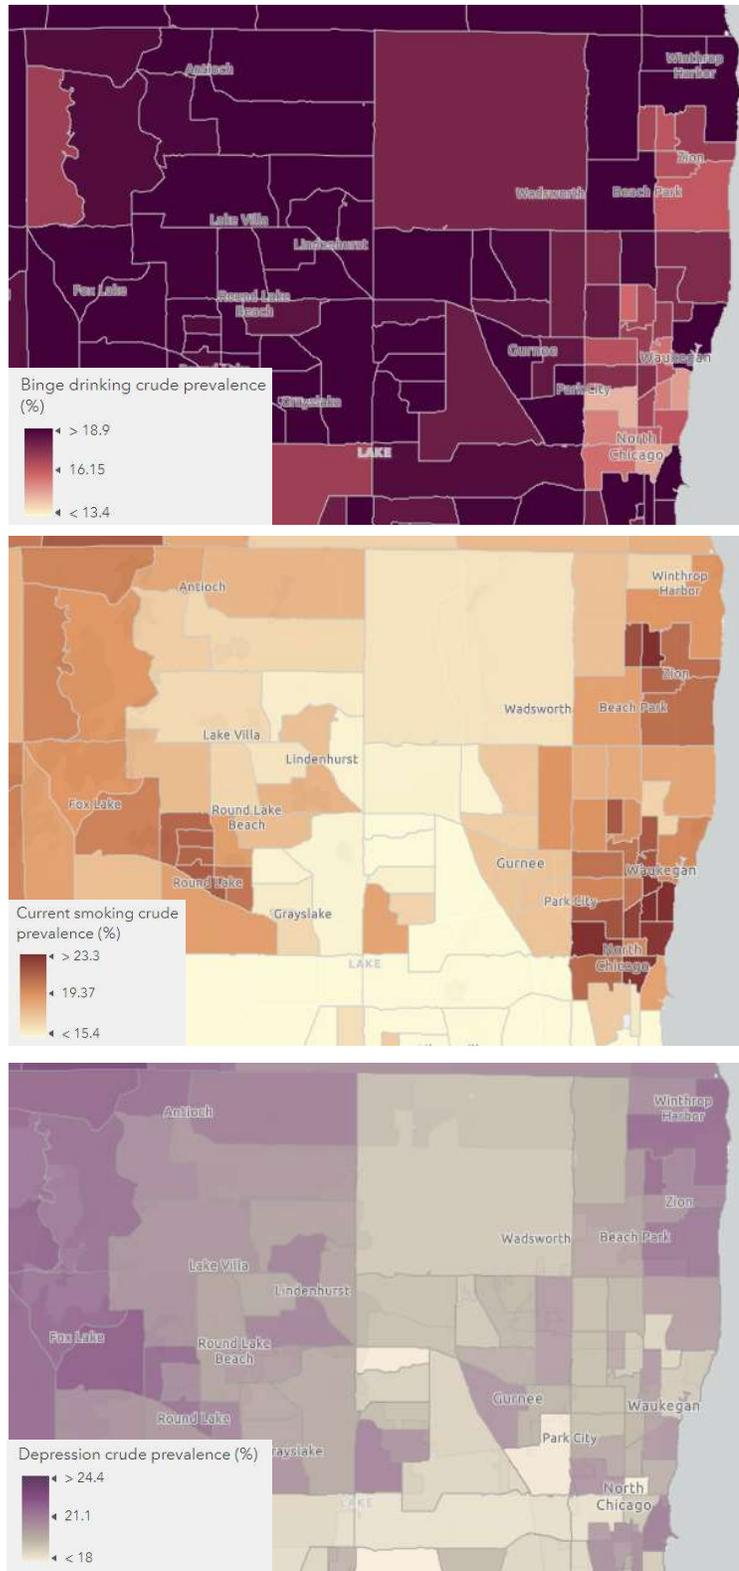 Winthrop
Harbor
Antioch
Zion
Wadsworth
Beach Park
Lake Villa
Lindenhurst
Fox Lake
Round Lake
Beach
Gurnee
Waukegan
Binge drinking crude prevalence
(%)
> 18.9
16.15
< 13.4
Park City
Grayslake
North
Chicago
LAKE
Winthrop
Harbor
Antioch
Zion
Wadsworth
Beach Park
Lake Villa
Lindenhurst
Fox Lake
Round Lake
Beach
Gurnee
Waukegan
Round Lake
Park City
Current smoking crude
prevalence (%)
> 23.3
19.37
< 15.4
Grayslake
North
Chicago
LAKE
Winthrop
Harbor
Antioch
Zion
Wadsworth
Beach Park
Lake Villa
Lindenhurst
Fox Lake
Round Lake
Beach
Gurnee
Waukegan
Round Lake
Park City
Depression crude prevalence (%)
> 24.4
21.1
< 18
rayslake
North
Chicago
LAKE